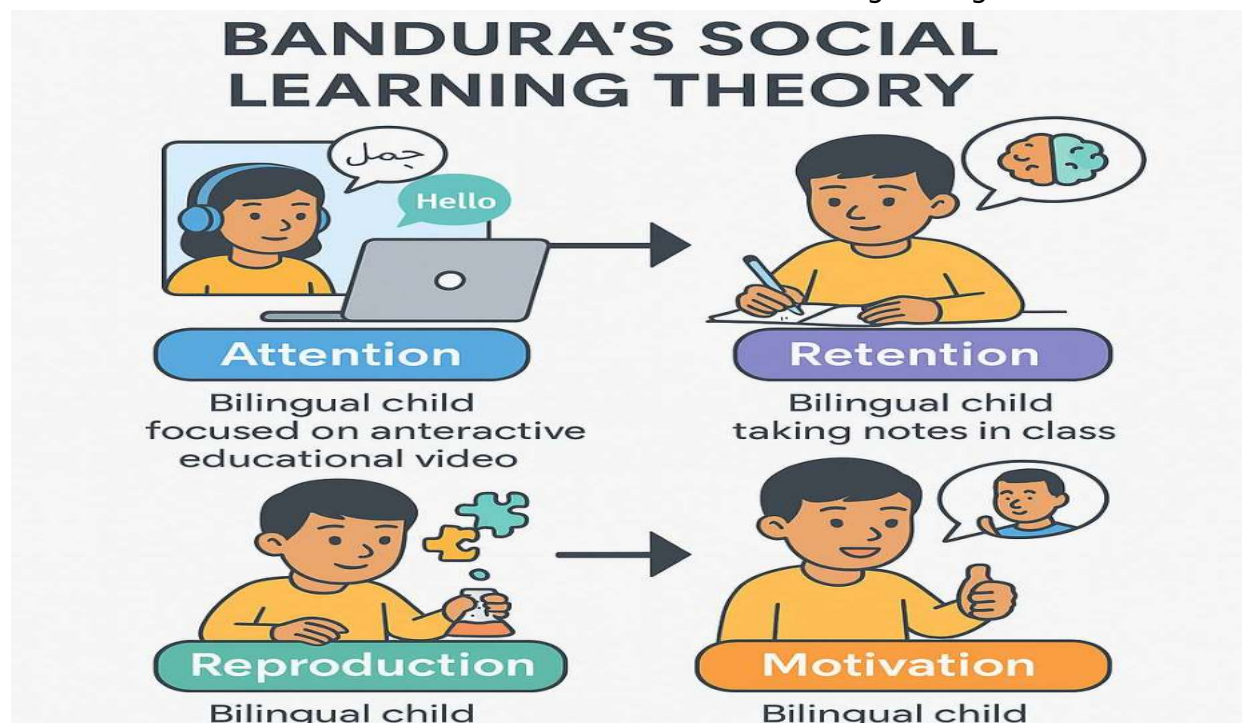 BANDURA'S SOCIAL
LEARNING THEORY
جمل
Hello
Attention
Retention
Bilingual child
focused on anteractive
educational video
Bilingual child
taking notes in class
Reproduction
Motivation
Bilingual child
Bilingual child